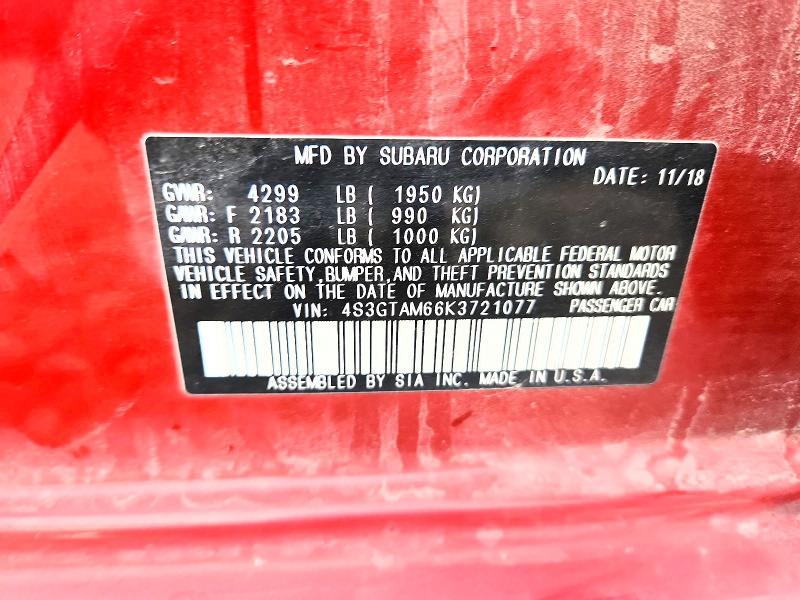 MFD BY SUBARU CORPORATION
DATE: 11/18
GVWR: 4299 LB ( 1950 KG)
GAWR: F 2183 LB ( 990 KG)
GAWR: R 2205 LB ( 1000 KG)
THIS VEHICLE CONFORMS TO ALL APPLICABLE FEDERAL MOTOR
VEHICLE SAFETY, BUMPER, AND THEFT PREVENTION STANDARDS
IN EFFECT ON THE DATE OF MANUFACTURE SHOWN ABOVE.
VIN: 4S3GTAM66K3721077 PASSENGER CAR
ASSEMBLED BY SIA INC. MADE IN U.S.A.